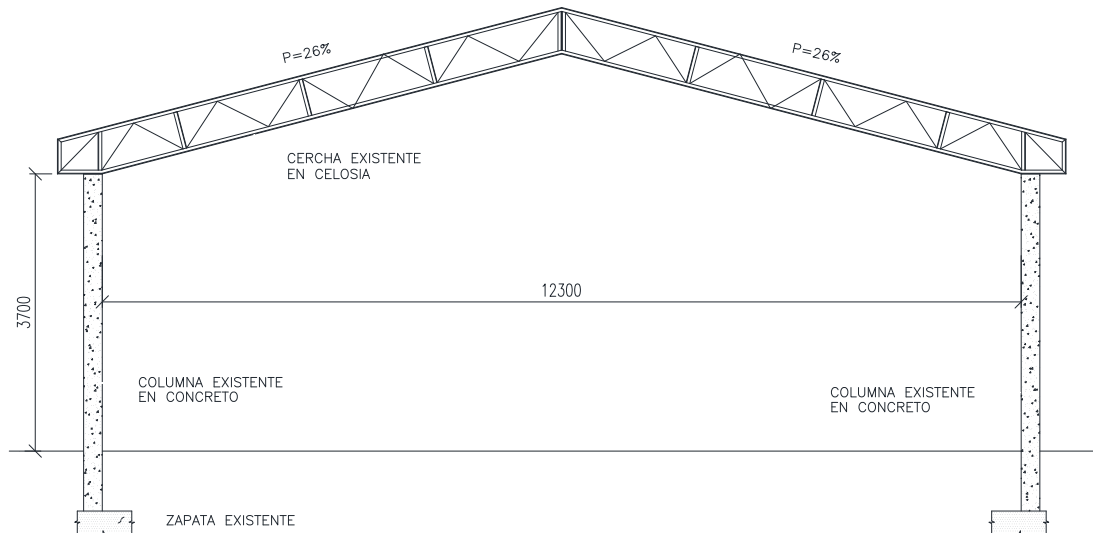 P=26%
P=26%
CERCHA EXISTENTE
EN CELOSIA
12300
3700
COLUMNA EXISTENTE
EN CONCRETO
COLUMNA EXISTENTE
EN CONCRETO
ZAPATA EXISTENTE